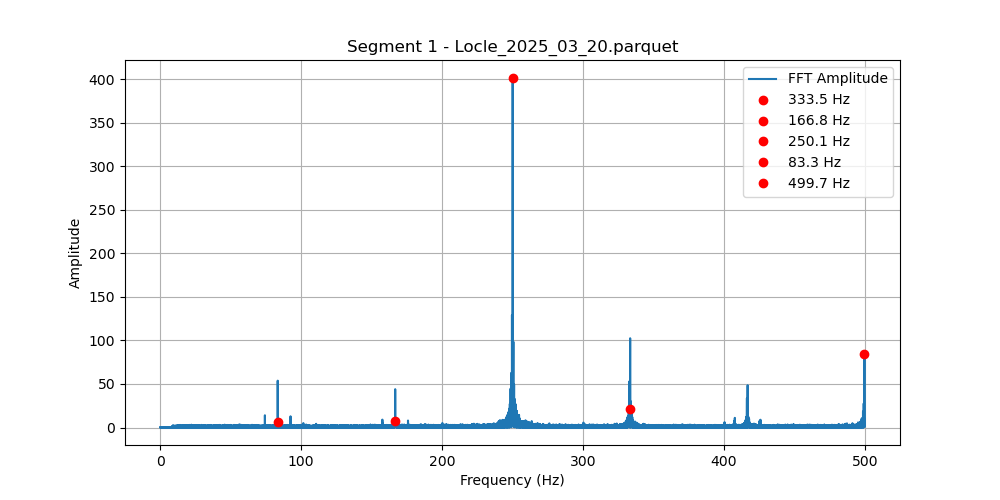 Segment 1 - Locle_2025_03_20.parquet
FFT Amplitude
333.5 Hz
166.8 Hz
250.1 Hz
83.3 Hz
499.7 Hz
Amplitude
400
350
300
250
200
150
100
50
0
0 100 200 300 400 500
Frequency (Hz)